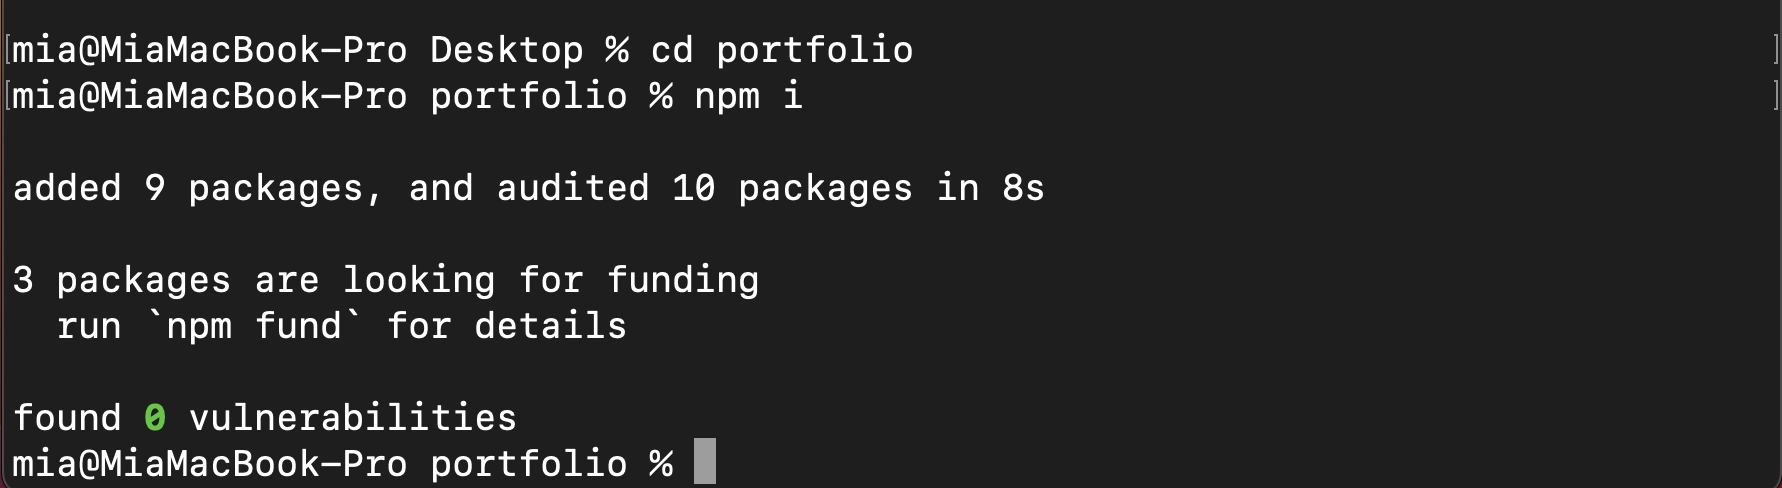 [mia@MiaMacBook-Pro Desktop % cd portfolio ]
[mia@MiaMacBook-Pro portfolio % npm i ]
added 9 packages, and audited 10 packages in 8s
3 packages are looking for funding
  run `npm fund` for details
found 0 vulnerabilities
mia@MiaMacBook-Pro portfolio %